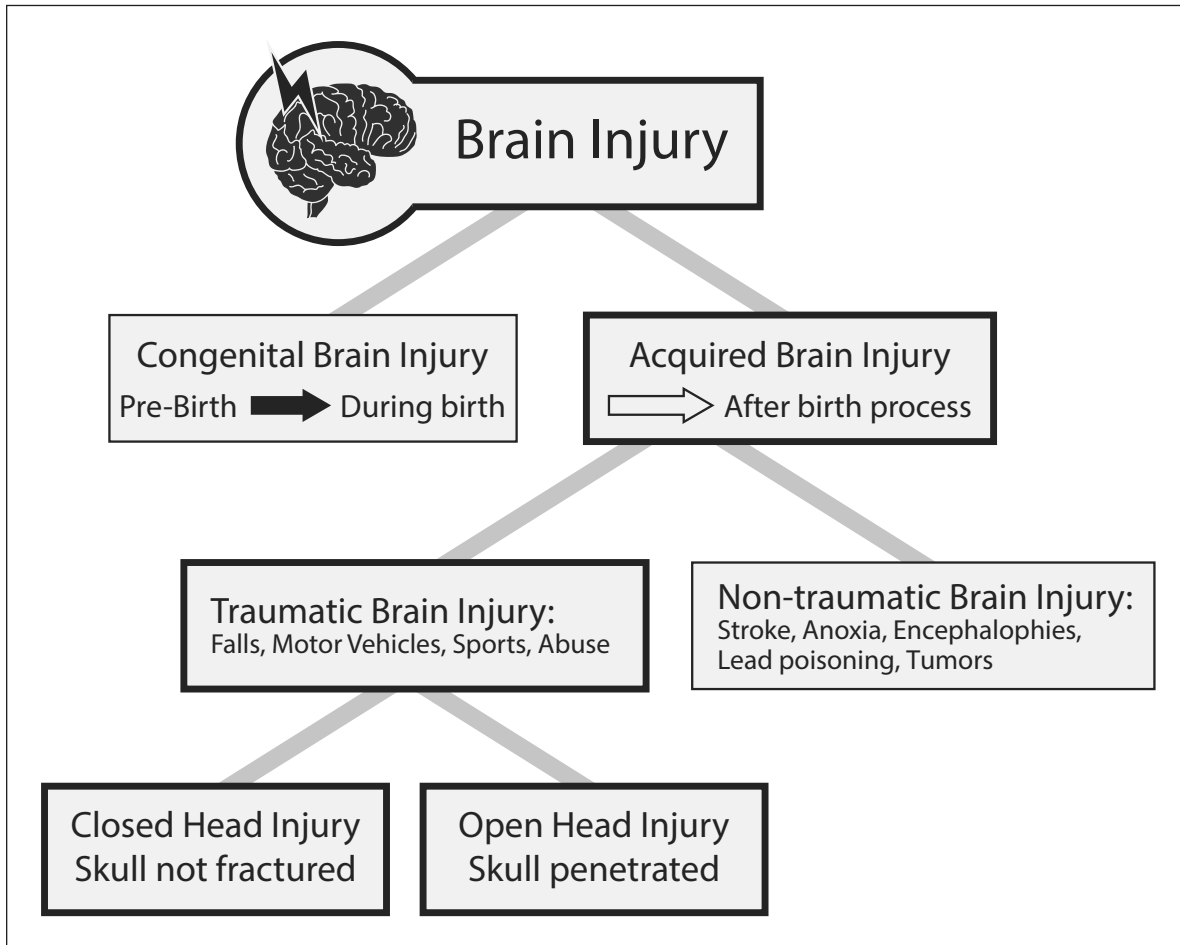 Brain Injury
Congenital Brain Injury
Pre-Birth During birth
Acquired Brain Injury
After birth process
Traumatic Brain Injury:
Falls, Motor Vehicles, Sports, Abuse
Non-traumatic Brain Injury:
Stroke, Anoxia, Encephalophies,
Lead poisoning, Tumors
Closed Head Injury
Skull not fractured
Open Head Injury
Skull penetrated